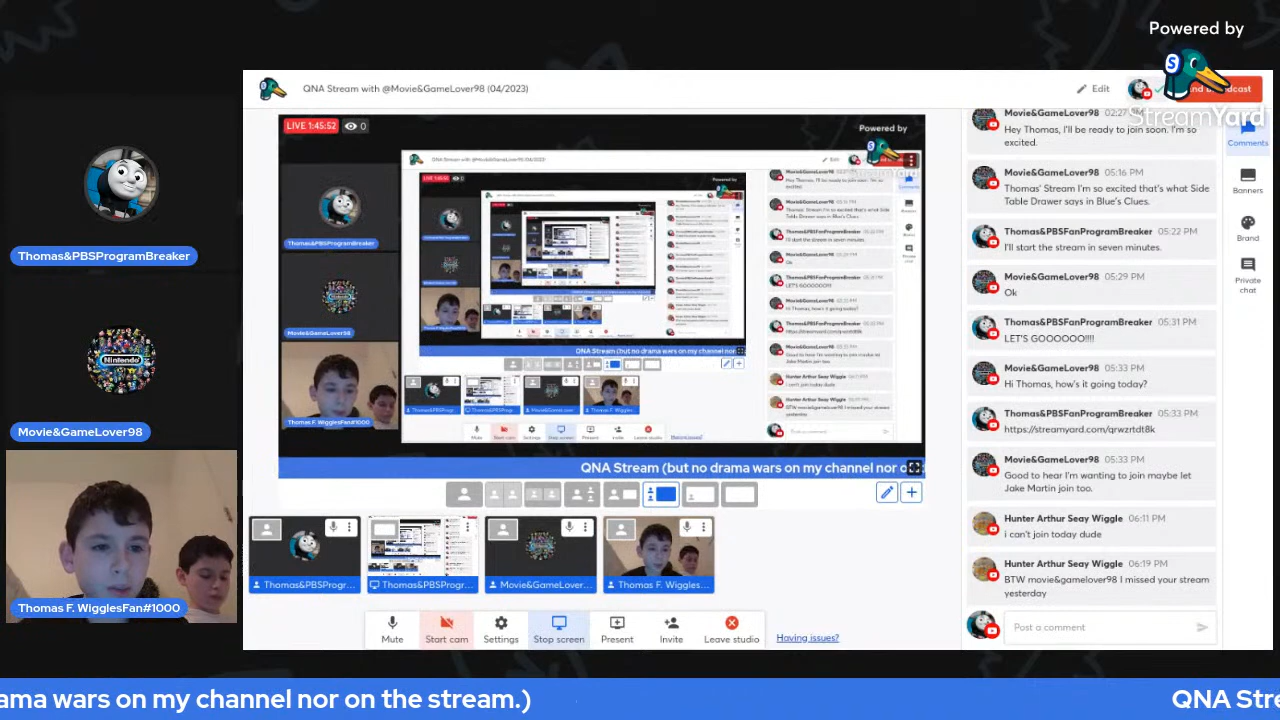 Powered by
StreamYard
QNA Stream with @Movie&GameLover98 (04/2023)
Edit
LIVE 1:45:52
0
Powered by
Thomas&PBSProgramBreaker
Movie&GameLover98
Thomas F. WigglesFan#1000
Thomas&PBSProgramBreaker
Movie&GameLover98
Thomas F. WigglesFan#1000
QNA Stream (but no drama wars on my channel nor o
Thomas&PBSProgr...
Thomas&PBSProgr...
Movie&GameLover...
Thomas F. Wiggles...
Mute
Start cam
Settings
Stop screen
Present
Invite
Leave studio
Having issues?
Movie&GameLover98 02:27
Hey Thomas, I'll be ready to join soon. I'm so
excited.
Movie&GameLover98 05:16 PM
Thomas' Stream I'm so excited that's what Side
Table Drawer says in Blue's Clues.
Thomas&PBSFanProgramBreaker 05:22 PM
I'll start the stream in seven minutes.
Movie&GameLover98 05:29 PM
Ok
Thomas&PBSFanProgramBreaker 05:31 PM
LET'S GOOOOOO!!!!
Movie&GameLover98 05:33 PM
Hi Thomas, how's it going today?
Thomas&PBSFanProgramBreaker 05:33 PM
https://streamyard.com/qrwzrtdt8k
Movie&GameLover98 05:33 PM
Good to hear I'm wanting to join maybe let
Jake Martin join too.
Hunter Arthur Seay Wiggle 06:11 PM
i can't join today dude
Hunter Arthur Seay Wiggle 06:19 PM
BTW movie&gamelover98 I missed your stream
yesterday
Post a comment
Comments
Banners
Brand
Private
chat
ama wars on my channel nor on the stream.)
QNA Stre